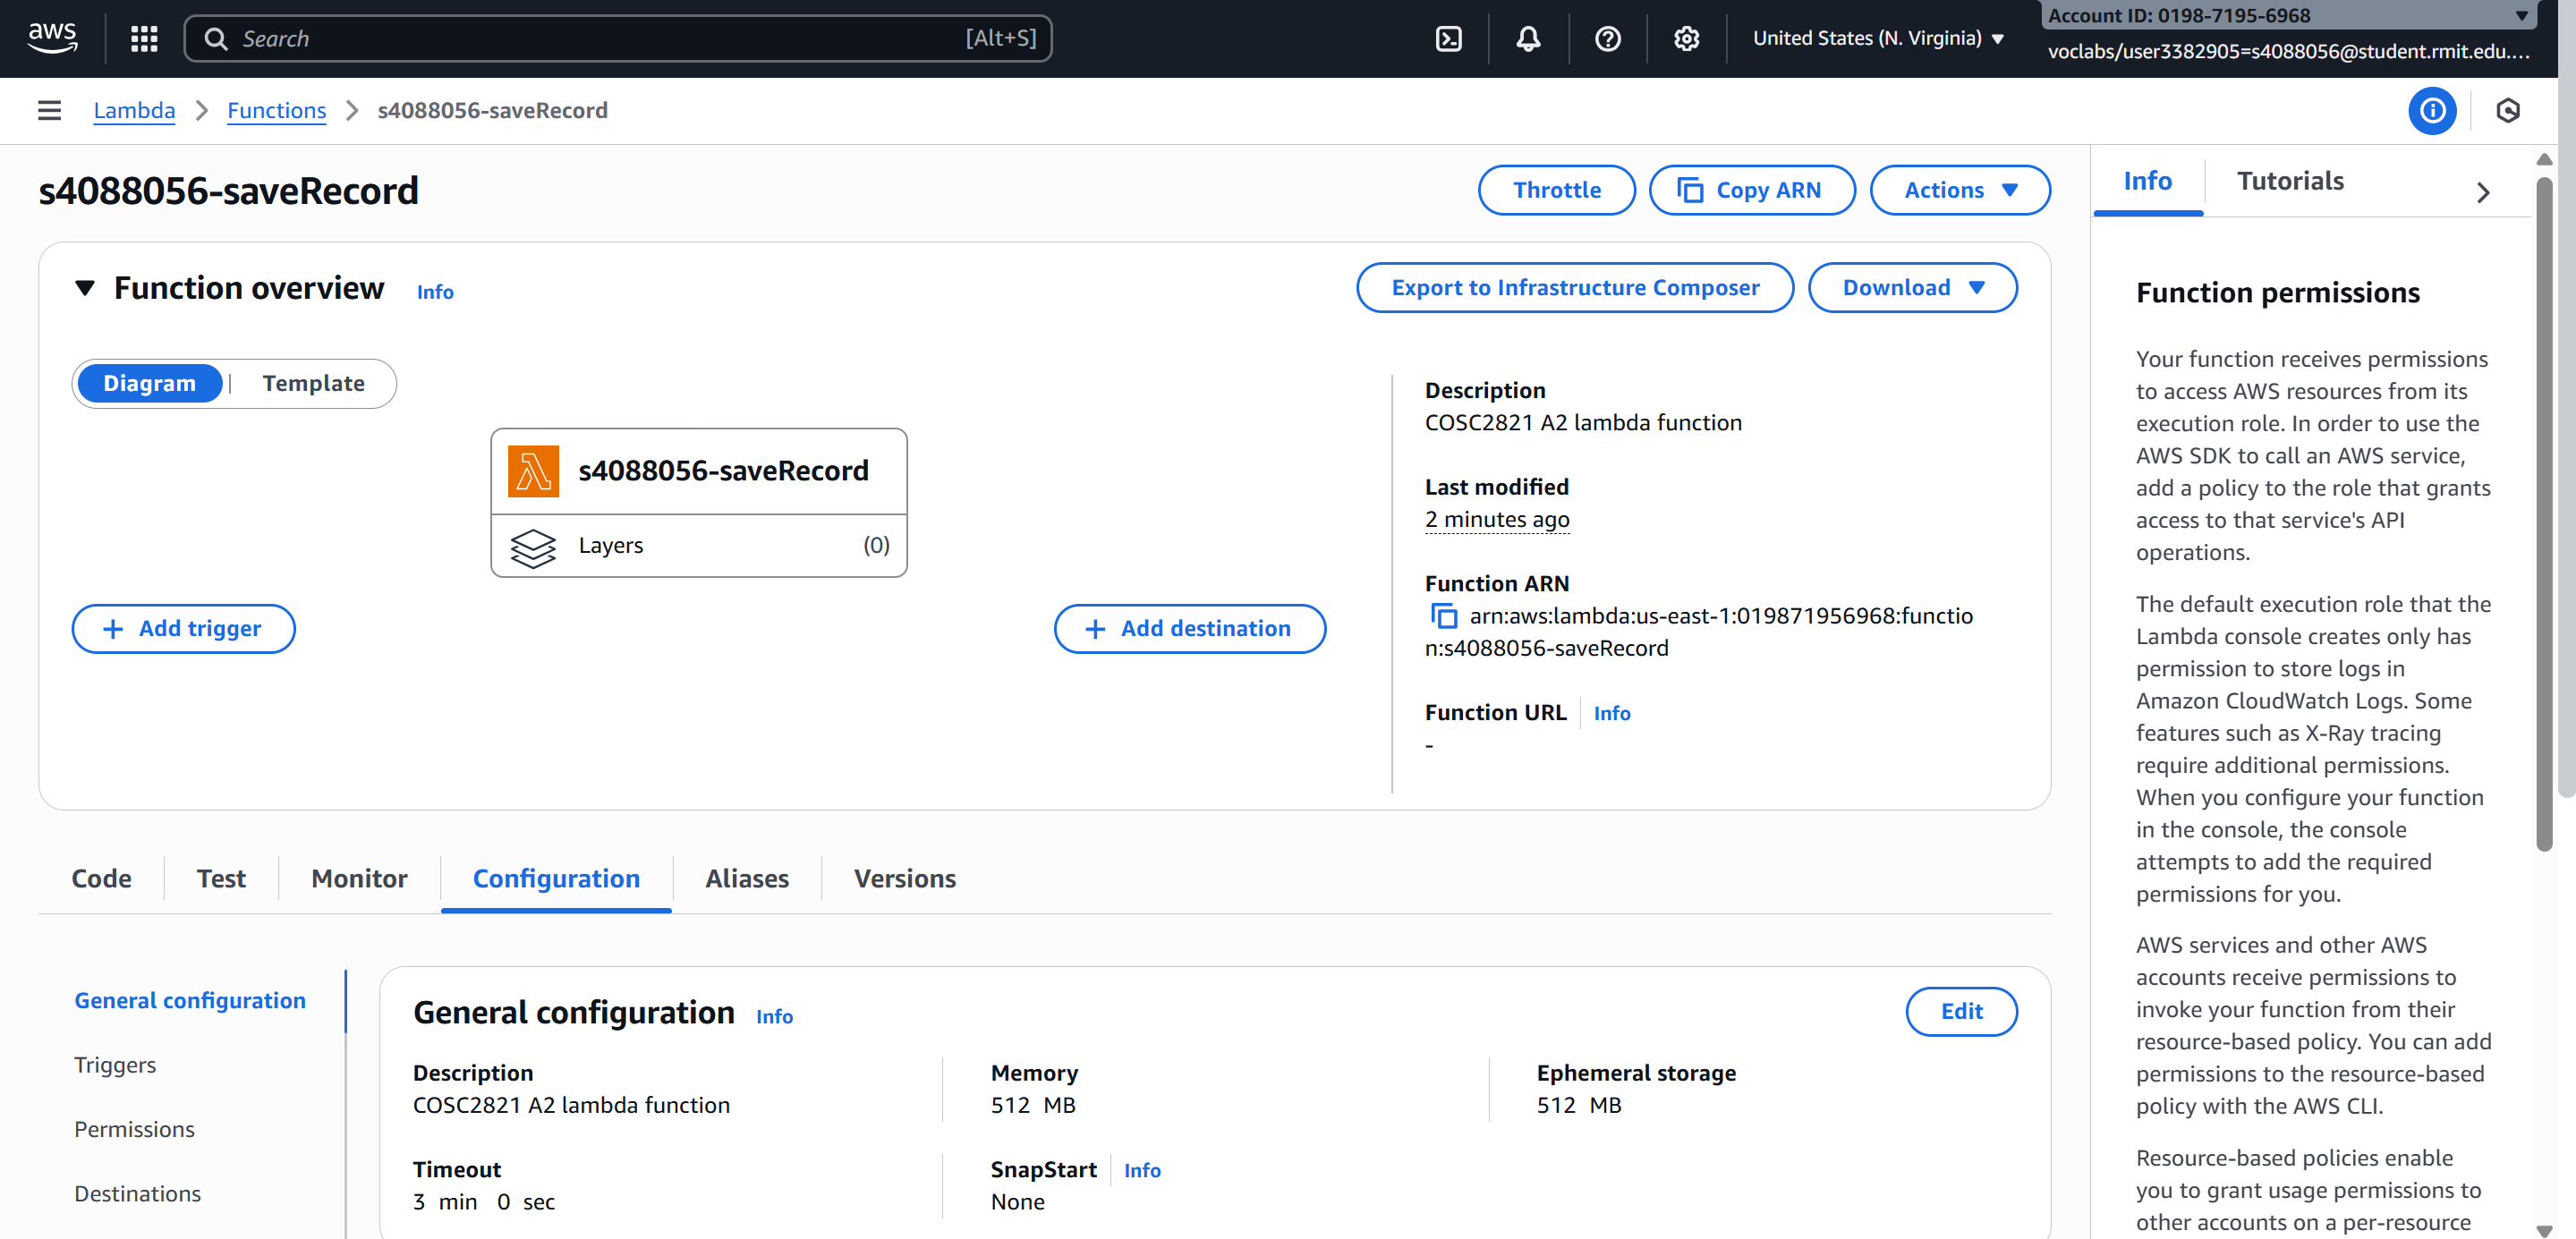 aws
Search [Alt+S]
United States (N. Virginia)
Account ID: 0198-7195-6968
voclabs/user3382905=s4088056@student.rmit.edu....
Lambda
Functions
s4088056-saveRecord
s4088056-saveRecord
Throttle
Copy ARN
Actions
Function overview Info
Export to Infrastructure Composer
Download
Diagram | Template
s4088056-saveRecord
Layers (0)
+ Add trigger
+ Add destination
Description
COSC2821 A2 lambda function
Last modified
2 minutes ago
Function ARN
arn:aws:lambda:us-east-1:019871956968:functio
n:s4088056-saveRecord
Function URL Info
-
Code
Test
Monitor
Configuration
Aliases
Versions
General configuration
Triggers
Permissions
Destinations
General configuration Info
Edit
Description
COSC2821 A2 lambda function
Memory
512 MB
Ephemeral storage
512 MB
Timeout
3 min 0 sec
SnapStart Info
None
Info
Tutorials
Function permissions
Your function receives permissions
to access AWS resources from its
execution role. In order to use the
AWS SDK to call an AWS service,
add a policy to the role that grants
access to that service's API
operations.
The default execution role that the
Lambda console creates only has
permission to store logs in
Amazon CloudWatch Logs. Some
features such as X-Ray tracing
require additional permissions.
When you configure your function
in the console, the console
attempts to add the required
permissions for you.
AWS services and other AWS
accounts receive permissions to
invoke your function from their
resource-based policy. You can add
permissions to the resource-based
policy with the AWS CLI.
Resource-based policies enable
you to grant usage permissions to
other accounts on a per-resource